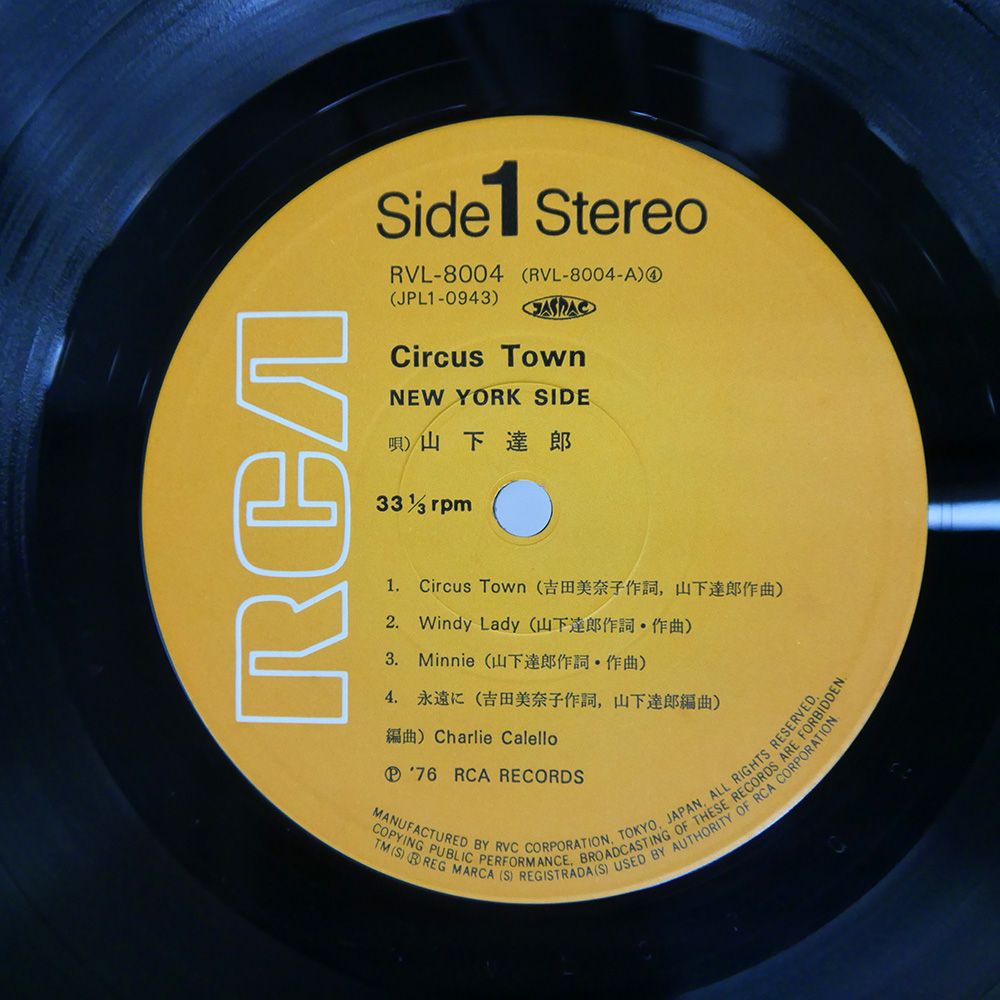 Side 1 Stereo
RVL-8004 (RVL-8004-A)④
(JPL1-0943) JASRAC
Circus Town
NEW YORK SIDE
唄) 山下達郎
33 1/3 rpm
RCA
1. Circus Town (吉田美奈子作詞, 山下達郎作曲)
2. Windy Lady (山下達郎作詞・作曲)
3. Minnie (山下達郎作詞・作曲)
4. 永遠に (吉田美奈子作詞, 山下達郎編曲)
編曲) Charlie Calello
Ⓟ '76 RCA RECORDS
MANUFACTURED BY RVC CORPORATION, TOKYO, JAPAN, ALL RIGHTS RESERVED,
COPYING PUBLIC PERFORMANCE, BROADCASTING OF THESE RECORDS ARE FORBIDDEN
TM(S) ® REG MARCA (S) REGISTRADA(S) USED BY AUTHORITY OF RCA CORPORATION